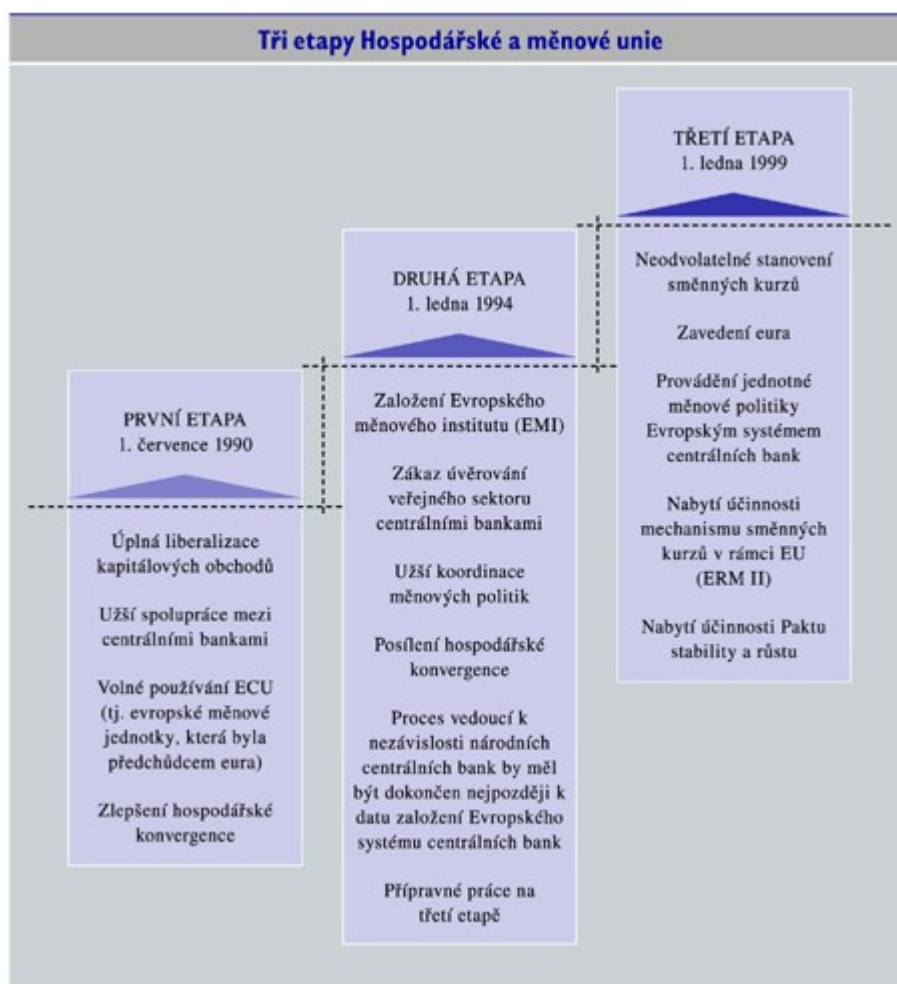 Tři etapy Hospodářské a měnové unie
PRVNÍ ETAPA
1. července 1990
Úplná liberalizace
kapitálových obchodů
Užší spolupráce mezi
centrálními bankami
Volné používání ECU
(tj. evropské měnové
jednotky, která byla
předchůdcem eura)
Zlepšení hospodářské
konvergence
DRUHÁ ETAPA
1. ledna 1994
Založení Evropského
měnového institutu (EMI)
Zákaz úvěrování
veřejného sektoru
centrálními bankami
Užší koordinace
měnových politik
Posílení hospodářské
konvergence
Proces vedoucí k
nezávislosti národních
centrálních bank by měl
být dokončen nejpozději k
datu založení Evropského
systému centrálních bank
Přípravné práce na
třetí etapě
TŘETÍ ETAPA
1. ledna 1999
Neodvolatelné stanovení
směnných kurzů
Zavedení eura
Provádění jednotné
měnové politiky
Evropským systémem
centrálních bank
Nabytí účinnosti
mechanismu směnných
kurzů v rámci EU
(ERM II)
Nabytí účinnosti Paktu
stability a růstu